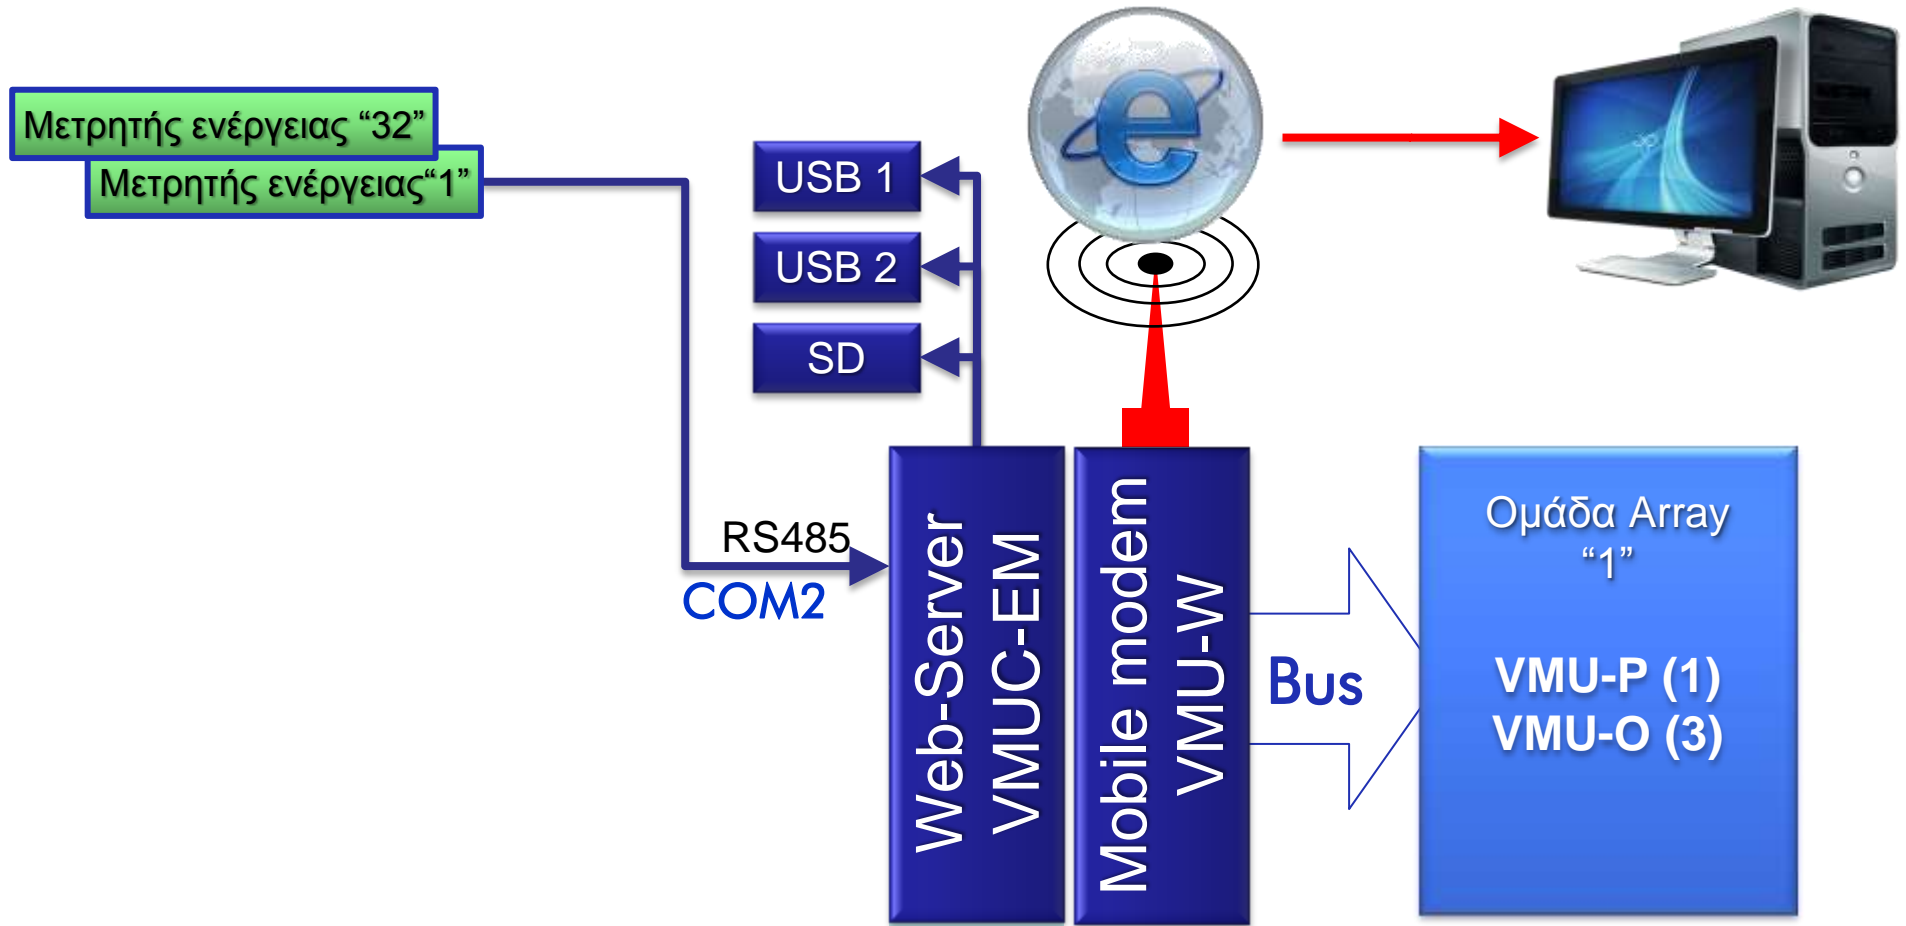 Μετρητής ενέργειας “32”
Μετρητής ενέργειας“1”
USB 1
USB 2
SD
RS485
COM2
Web-Server
VMUC-EM
Mobile modem
VMU-W
Bus
Ομάδα Array
“1”
VMU-P (1)
VMU-O (3)